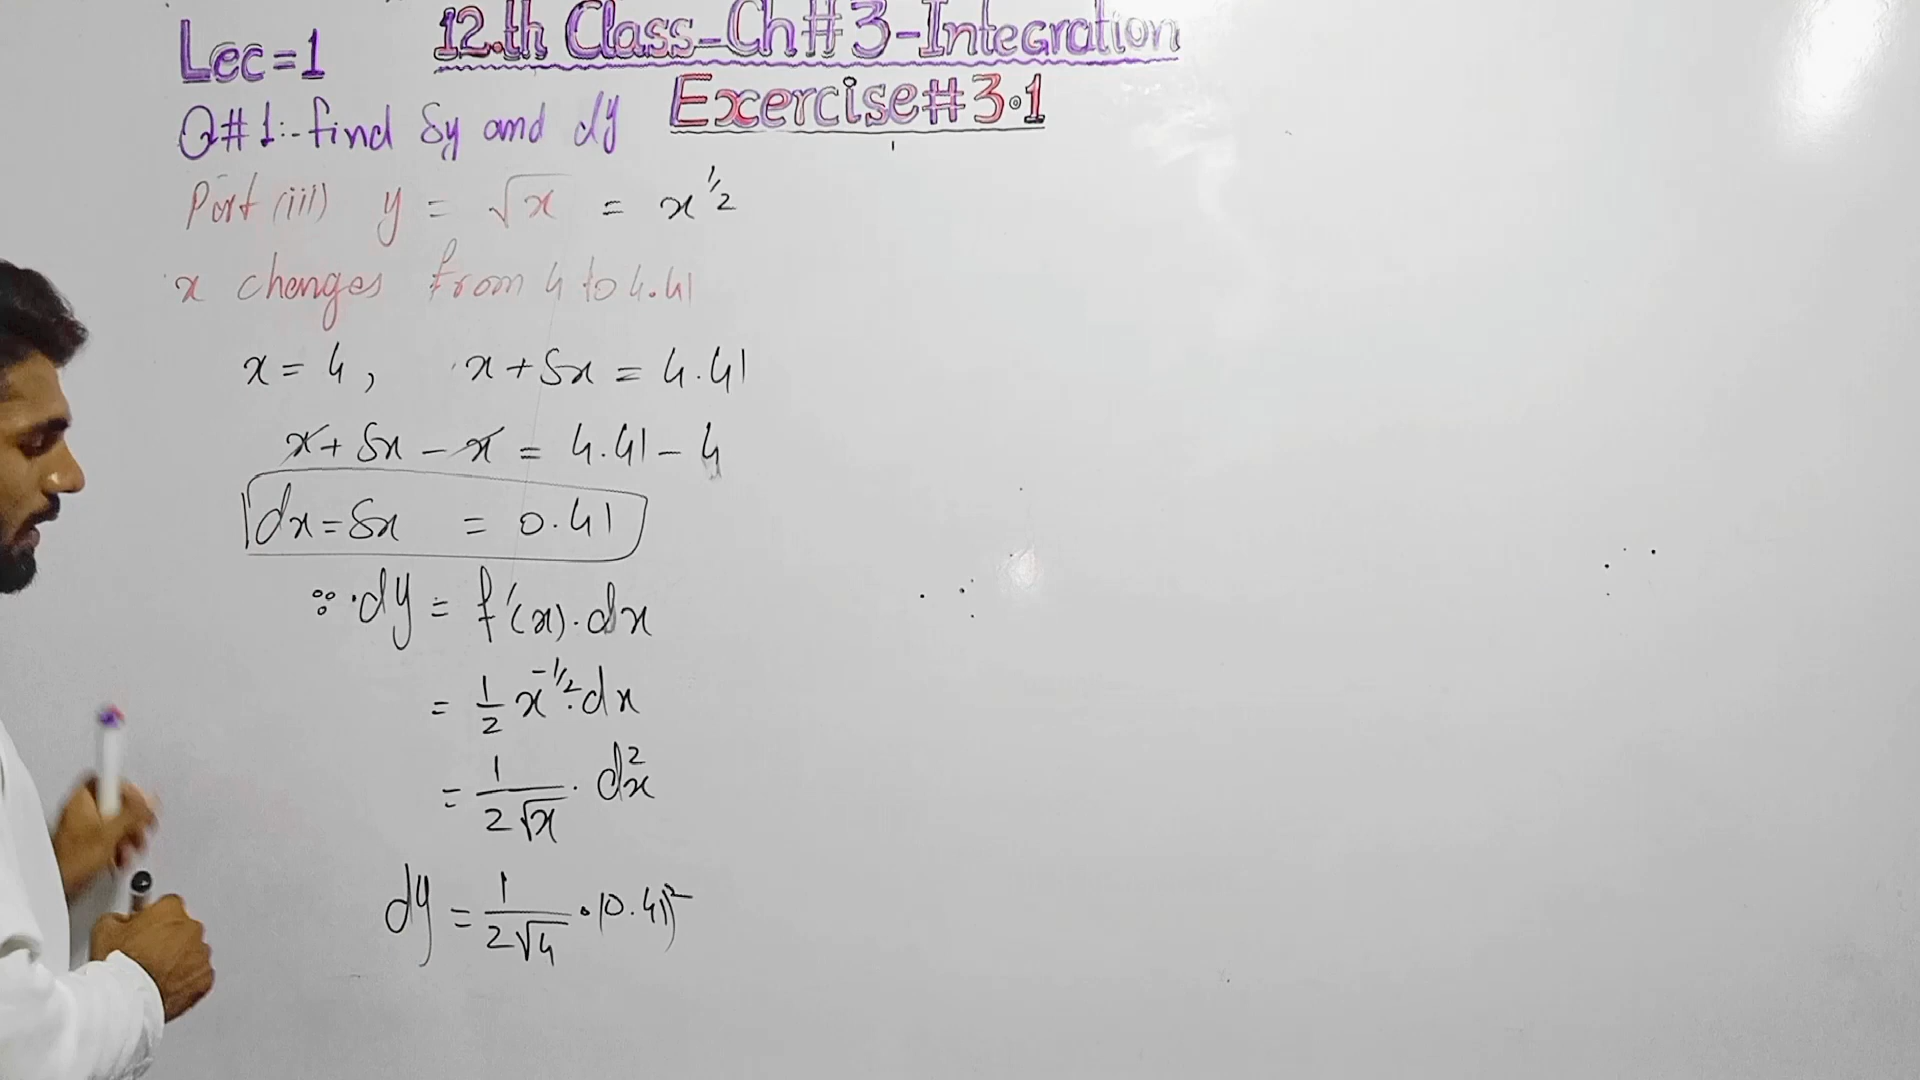 Lec=1
12.th Class-Ch#3-Integration
Exercise#3.1
Q#1:-find δy and dy
Part (iii) y = √x = x^1/2
x changes from 4 to 4.41
x = 4, x + δx = 4.41
x + δx - x = 4.41 - 4
dx = δx = 0.41
∵ dy = f'(x) . dx
= 1/2 x^-1/2 . dx
= 1/2√x . dx^2
dy = 1/2√4 . (0.41)^2